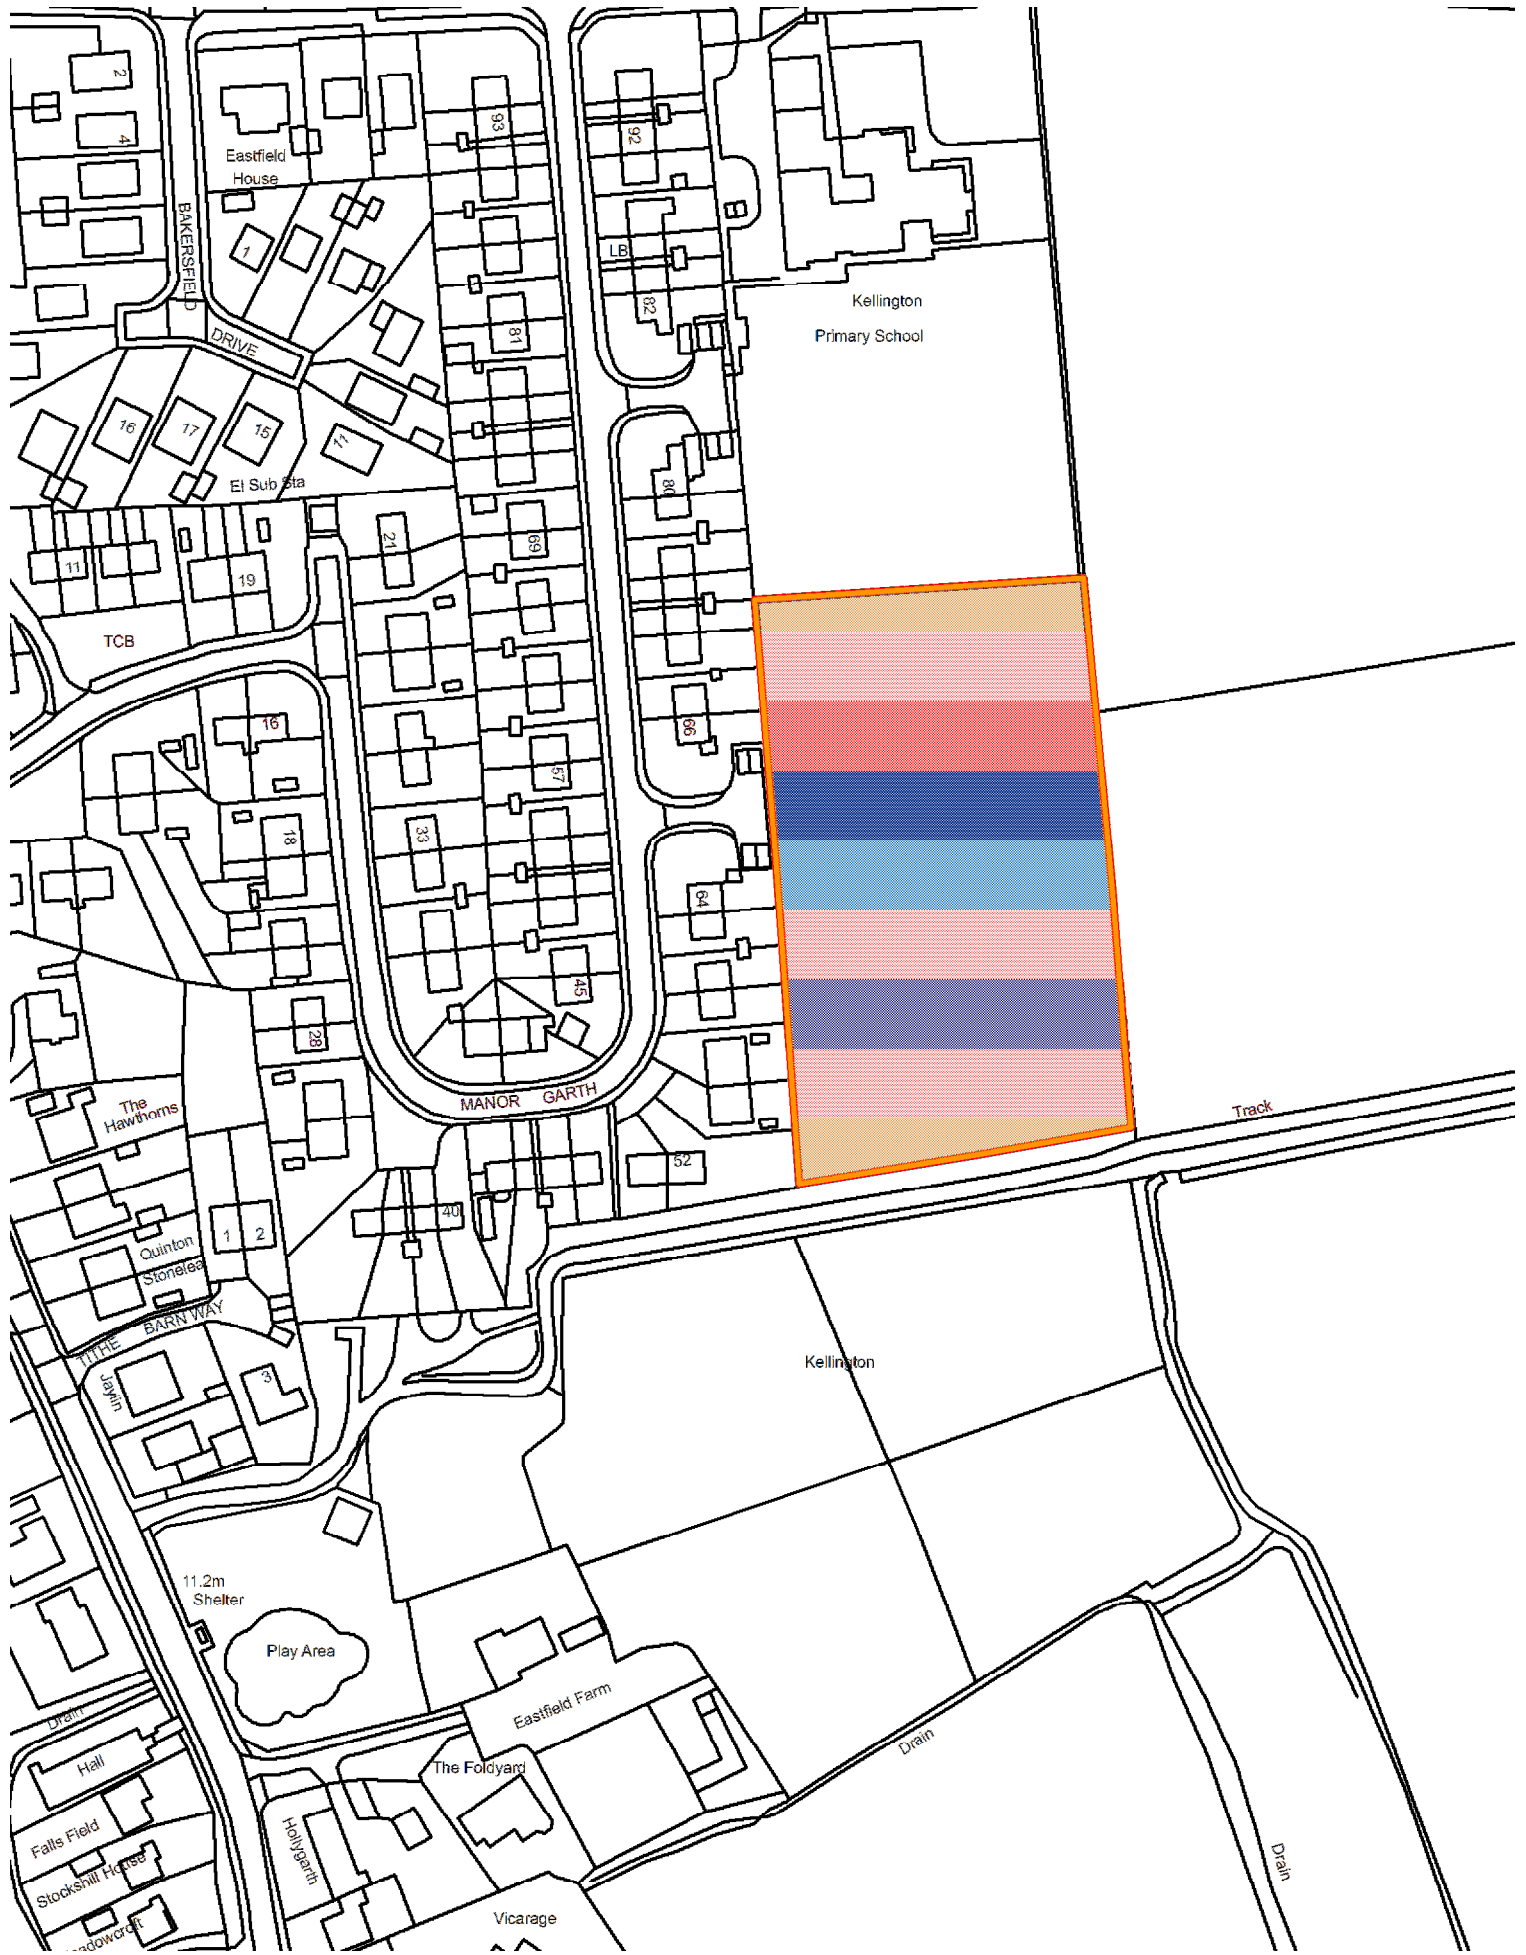 2
4
93
92
Eastfield
House
BAKERSFIELD
1
LB
82
Kellington
Primary School
81
DRIVE
16
17
15
11
El Sub Sta
80
21
69
11
19
TCB
16
66
57
18
33
64
45
28
MANOR GARTH
The
Hawthorns
Track
52
40
1
2
Quinton
Stonelea
TITHE BARN WAY
Jaylin
3
Kellington
11.2m
Shelter
Play Area
Eastfield Farm
Drain
Hall
Drain
The Foldyard
Falls Field
Hollygarth
Stockshill House
Drain
Vicarage